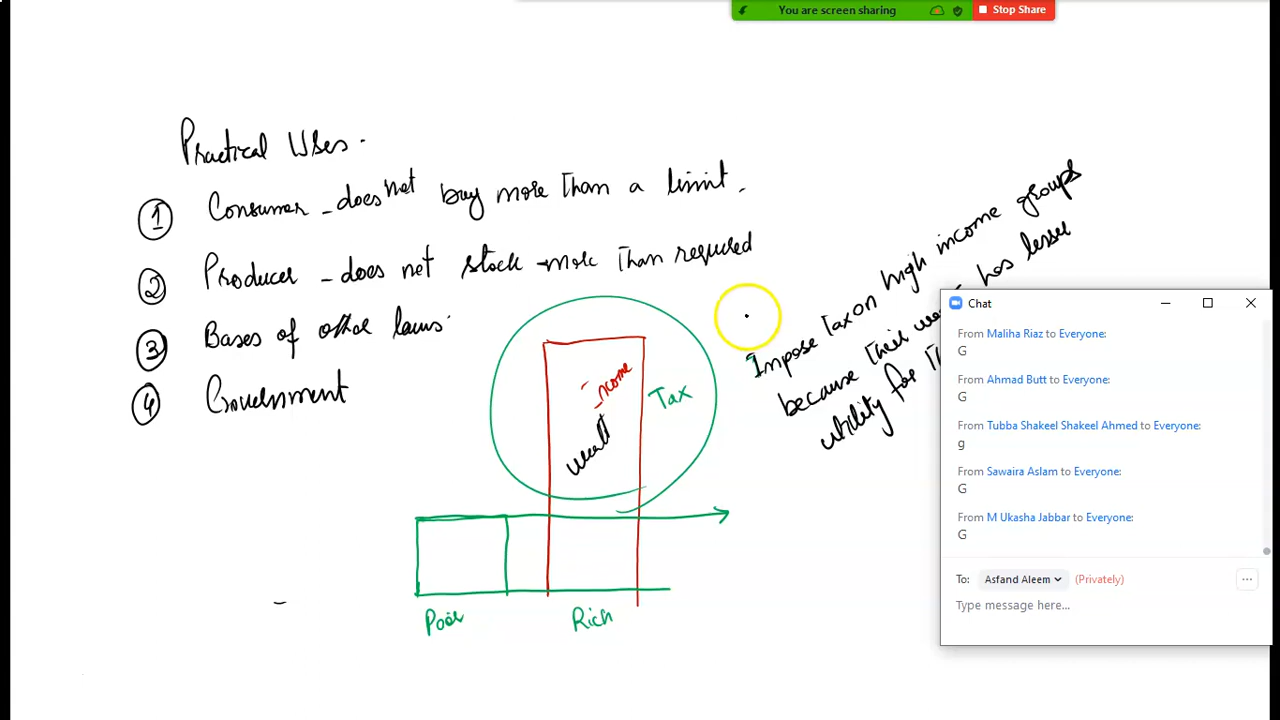 You are screen sharing
Stop Share
Practical Uses.
1 Consumer - does not buy more than a limit.
2 Producer - does not stock more than required
3 Bases of other laws.
4 Government
Income
wealt
Tax
Impose Tax on high income groups
because their has lesser
utility for
Poor
Rich
Chat
From Maliha Riaz to Everyone:
G
From Ahmad Butt to Everyone:
G
From Tubba Shakeel Shakeel Ahmed to Everyone:
g
From Sawaira Aslam to Everyone:
G
From M Ukasha Jabbar to Everyone:
G
To: Asfand Aleem (Privately)
Type message here...